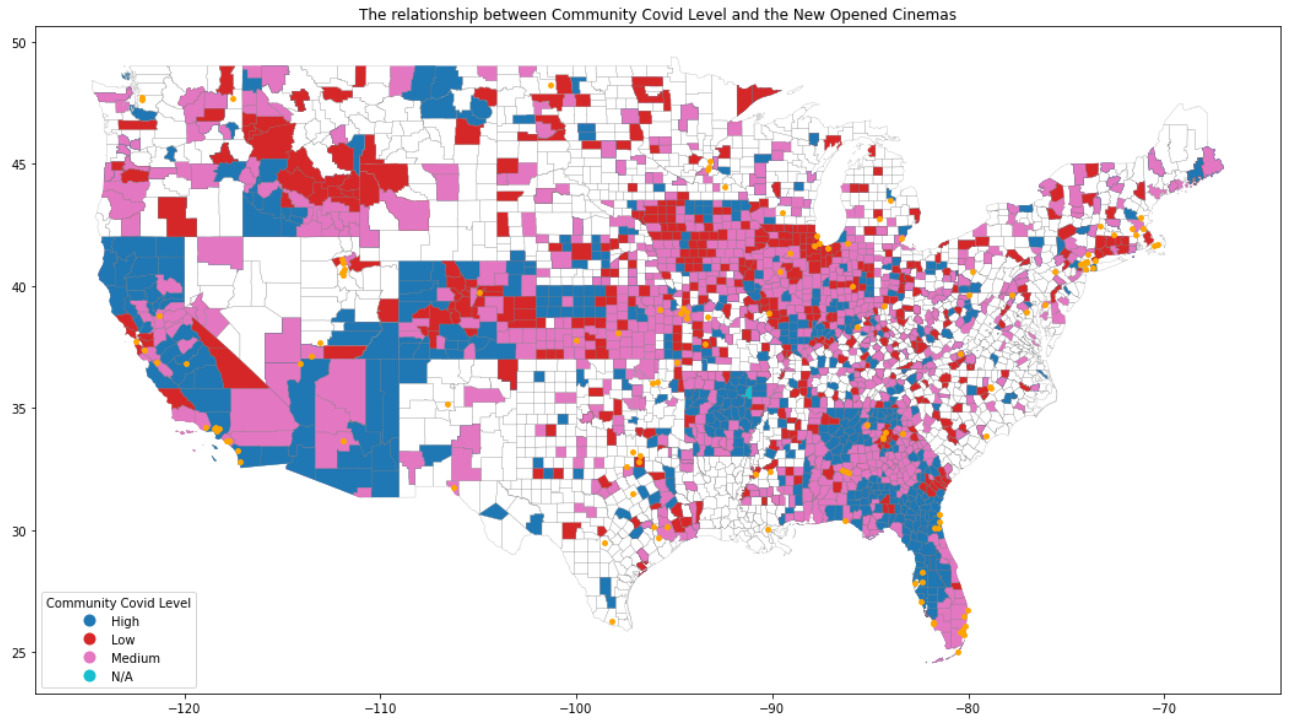 The relationship between Community Covid Level and the New Opened Cinemas
50
45
40
35
30
25
Community Covid Level
High
Low
Medium
N/A
−120
−110
−100
−90
−80
−70